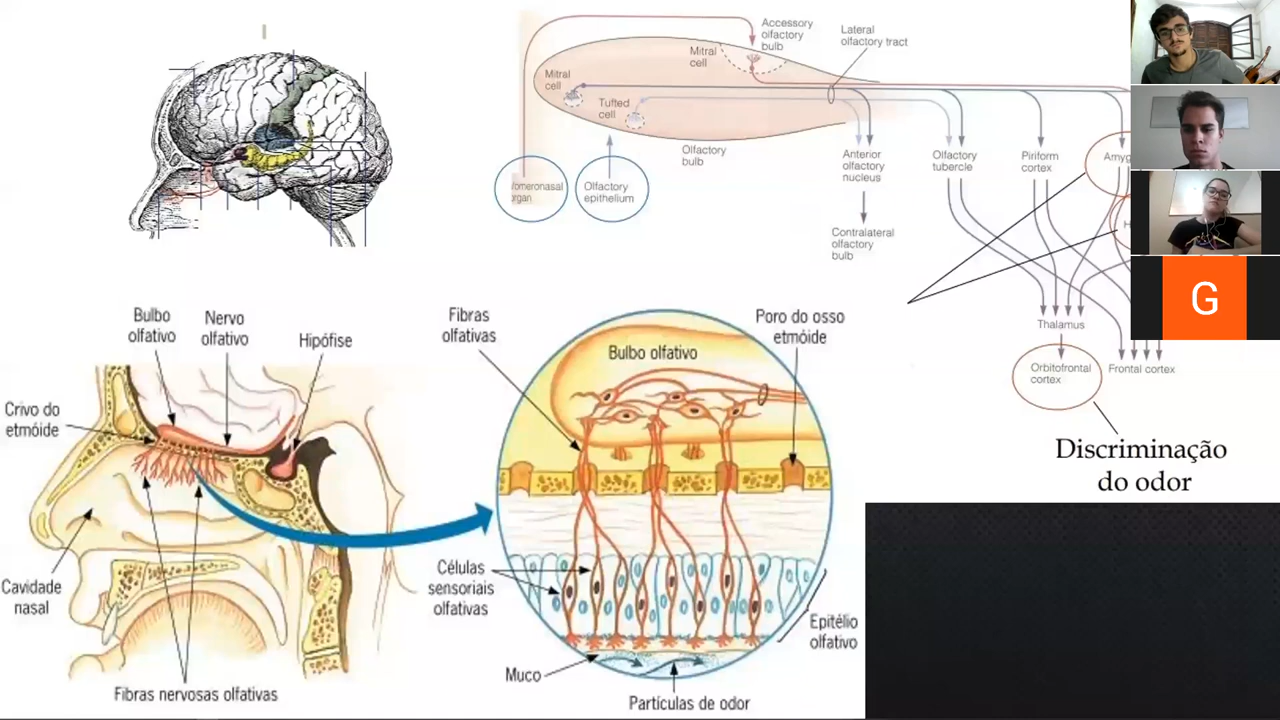 Accessory
olfactory
bulb
Lateral
olfactory tract
Mitral
cell
Mitral
cell
Tufted
cell
Olfactory
bulb
Vomeronasal
organ
Olfactory
epithelium
Anterior
olfactory
nucleus
Olfactory
tubercle
Piriform
cortex
Amyg
H
Contralateral
olfactory
bulb
Thalamus
Orbitofrontal
cortex
Frontal cortex
Discriminação
do odor
G
Bulbo
olfativo
Nervo
olfativo
Hipófise
Crivo do
etmóide
Cavidade
nasal
Fibras nervosas olfativas
Fibras
olfativas
Bulbo olfativo
Poro do osso
etmóide
Células
sensoriais
olfativas
Epitélio
olfativo
Muco
Partículas de odor